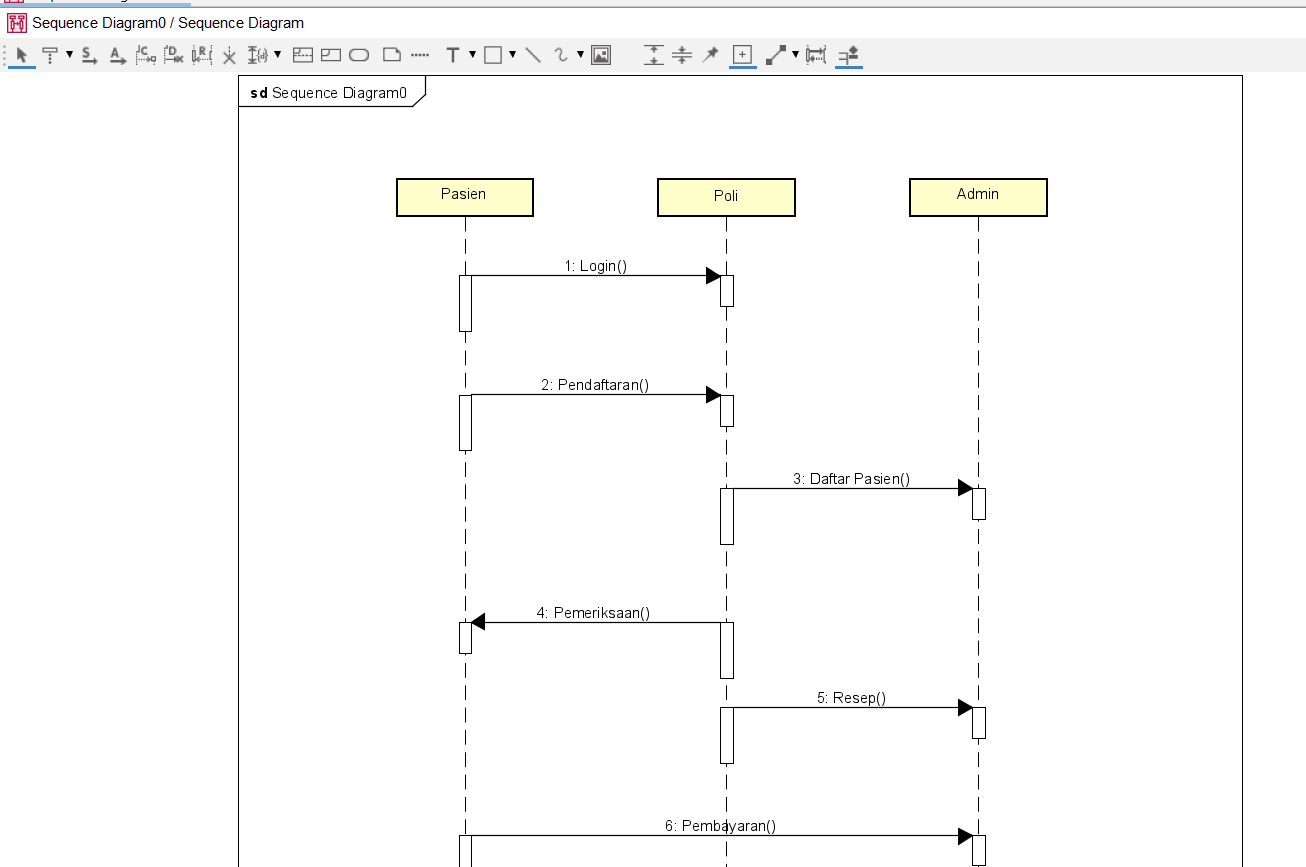 Sequence Diagram0 / Sequence Diagram
sd Sequence Diagram0
Pasien
Poli
Admin
1: Login()
2: Pendaftaran()
3: Daftar Pasien()
4: Pemeriksaan()
5: Resep()
6: Pembayaran()